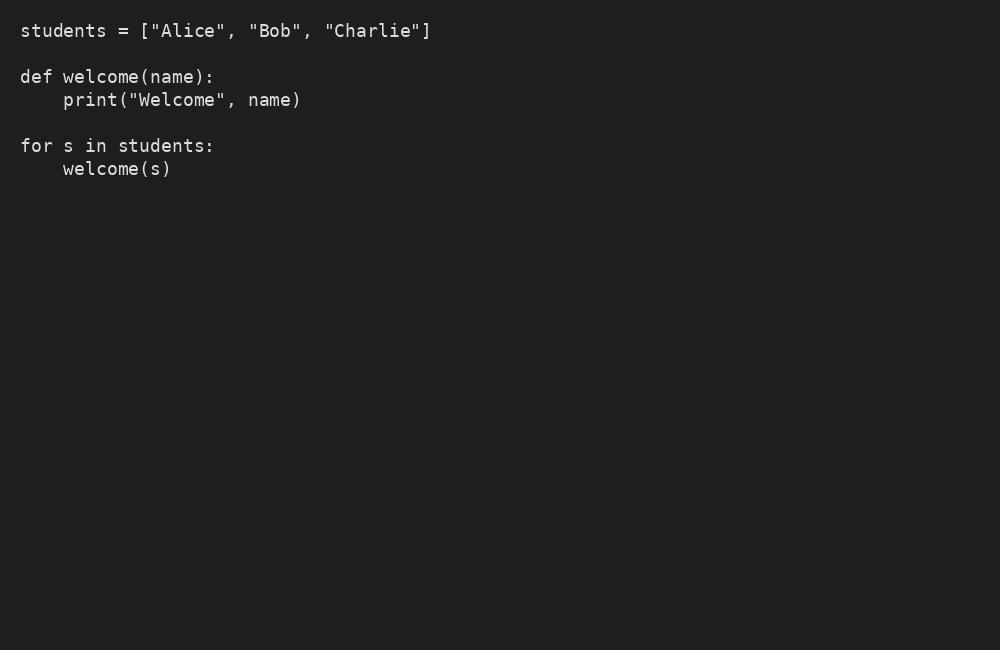 students = ["Alice", "Bob", "Charlie"]

def welcome(name):
    print("Welcome", name)

for s in students:
    welcome(s)